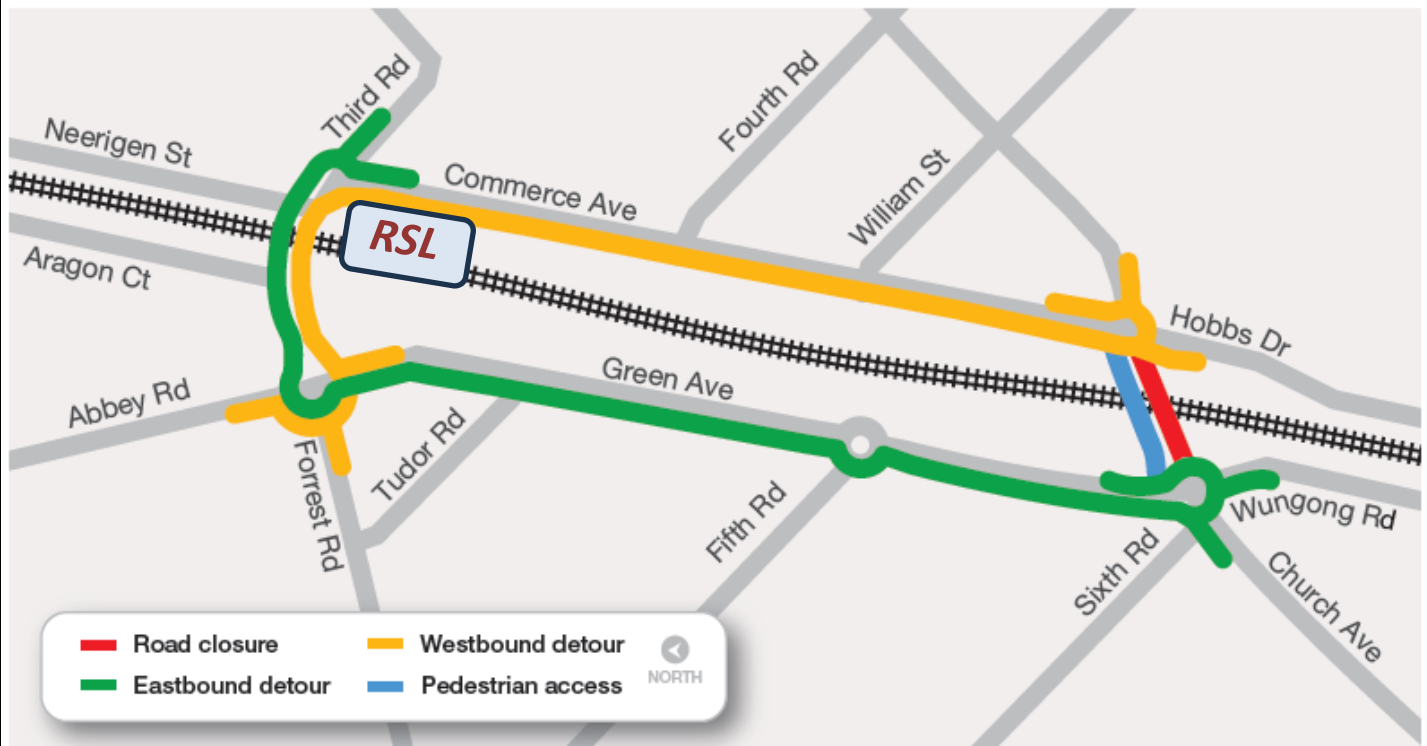 Third Rd
Fourth Rd
Neerigen St
William St
Commerce Ave
RSL
Aragon Ct
Hobbs Dr
Green Ave
Abbey Rd
Tudor Rd
Forrest Rd
Fifth Rd
Wungong Rd
Sixth Rd
Church Ave
Road closure
Westbound detour
Eastbound detour
Pedestrian access
NORTH